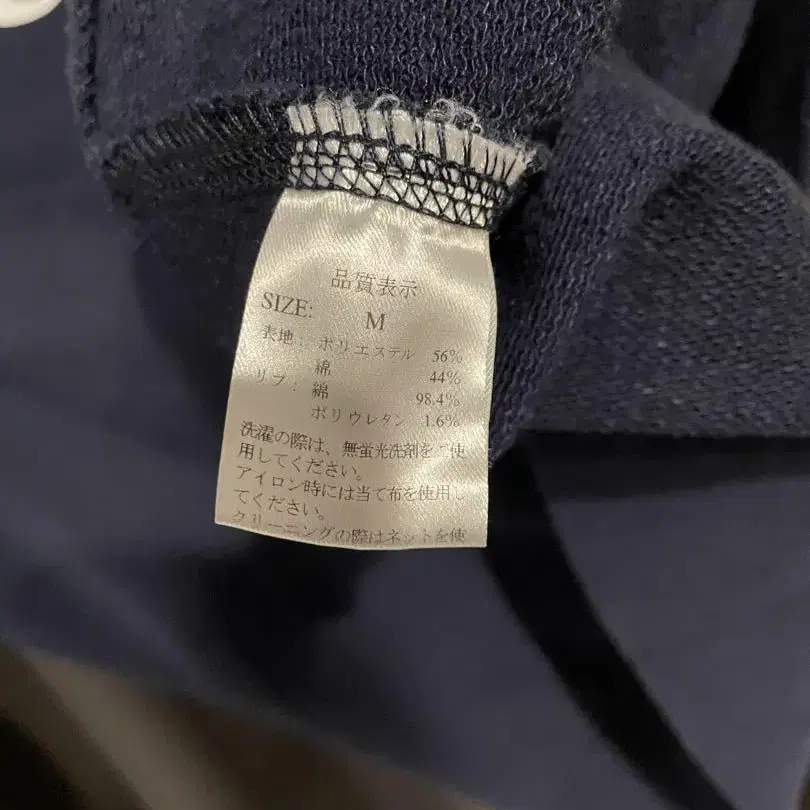 品質表示
SIZE: M
表地： ポリエステル 56%
綿 44%
リブ： 綿 98.4%
ポリウレタン 1.6%
洗濯の際は、無蛍光洗剤をご使
用してください。
アイロン時には当て布を使用し
てください。
クリーニングの際はネットを使